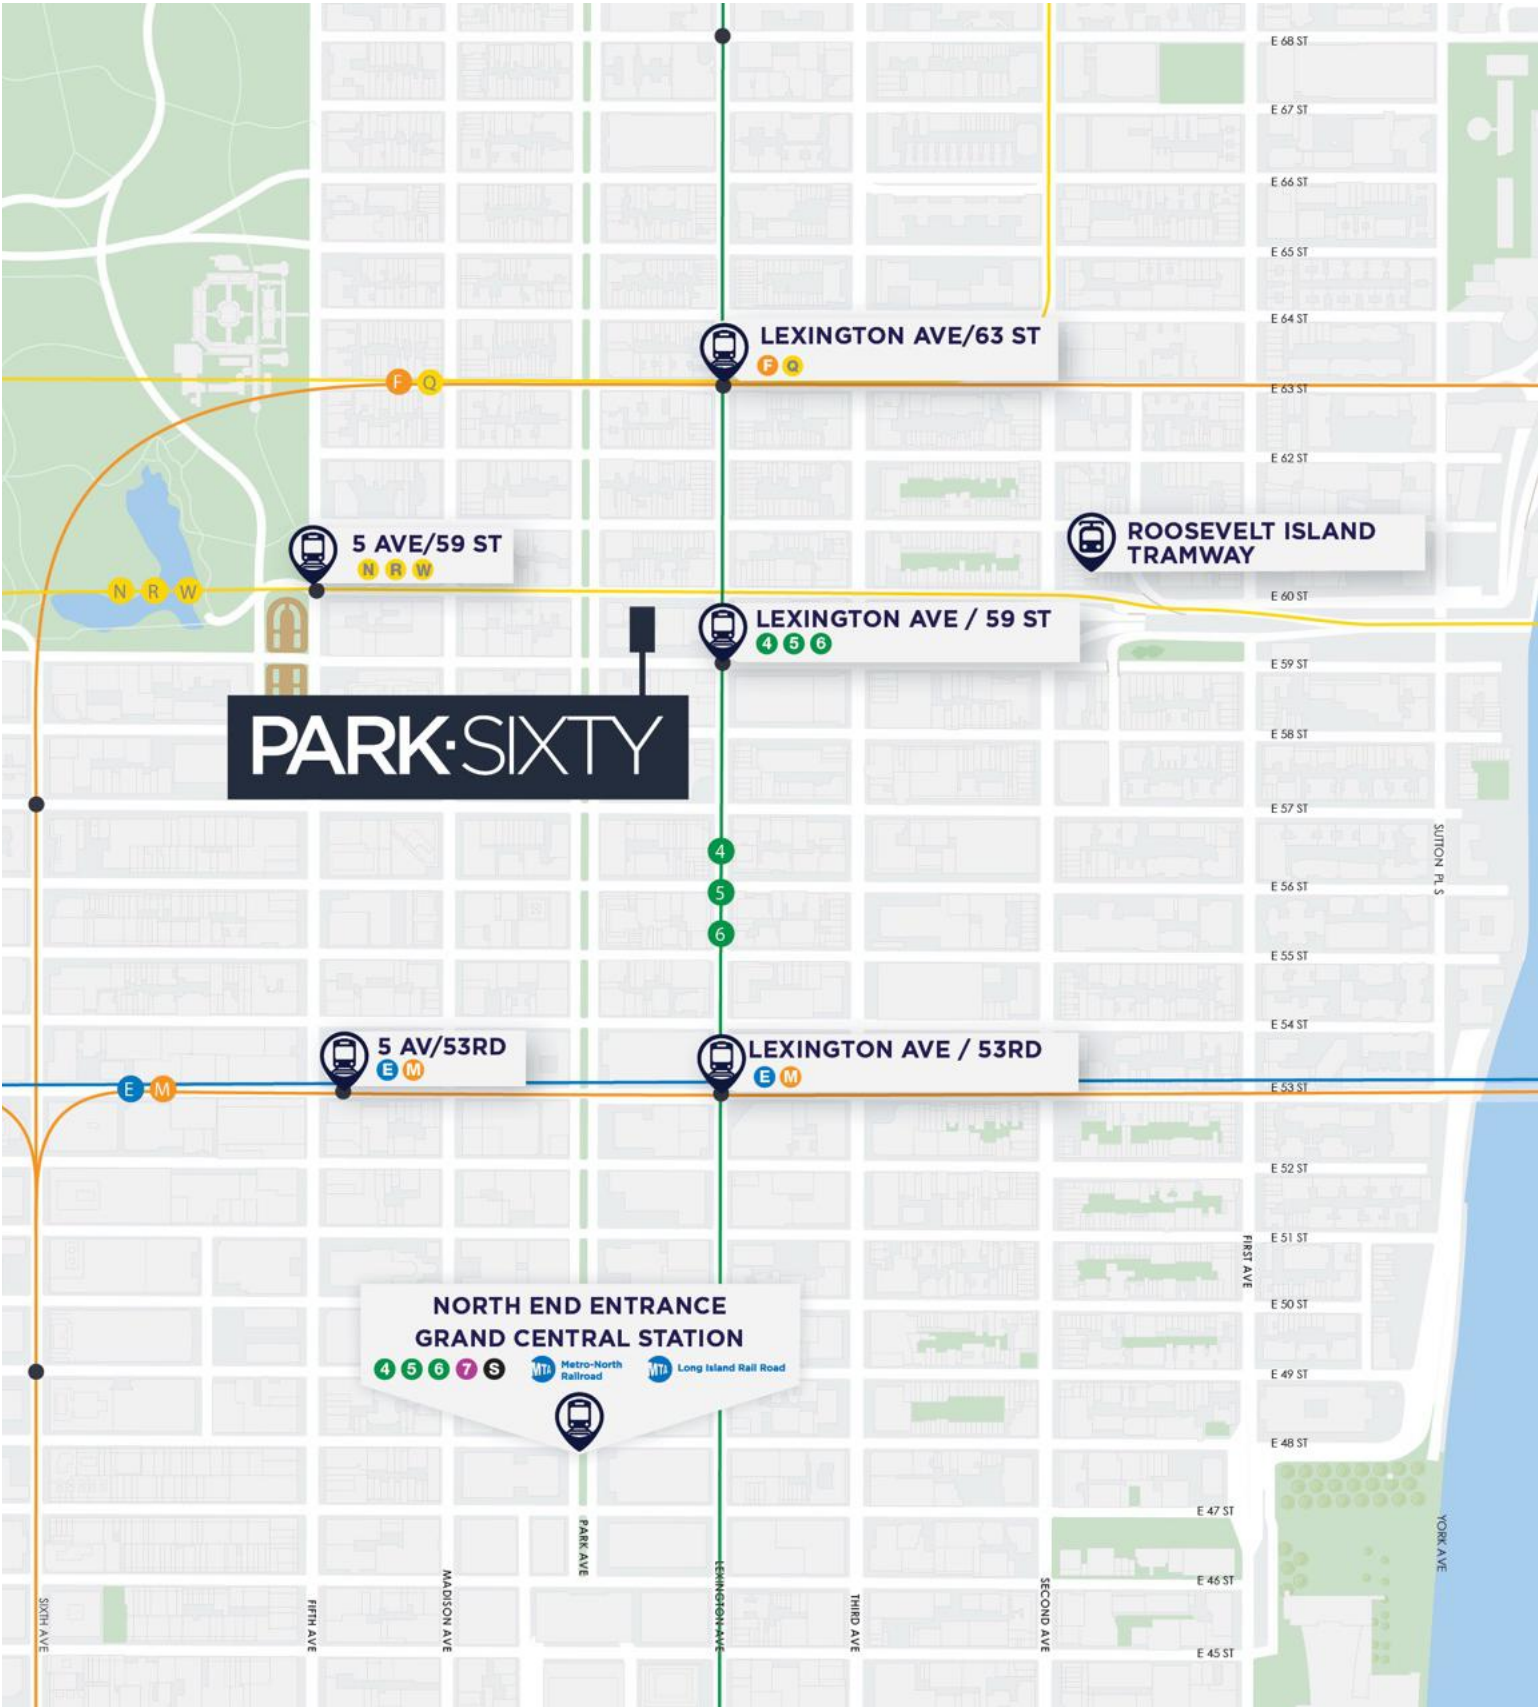 E 68 ST
E 67 ST
E 66 ST
E 65 ST
E 64 ST
LEXINGTON AVE/63 ST
F Q
F Q
E 63 ST
E 62 ST
5 AVE/59 ST
N R W
N R W
ROOSEVELT ISLAND
TRAMWAY
E 60 ST
LEXINGTON AVE / 59 ST
4 5 6
E 59 ST
PARK·SIXTY
E 58 ST
E 57 ST
SUTTON PL S
4
5
6
E 56 ST
E 55 ST
E 54 ST
5 AV/53RD
E M
E M
LEXINGTON AVE / 53RD
E M
E 53 ST
E 52 ST
E 51 ST
FIRST AVE
E 50 ST
NORTH END ENTRANCE
GRAND CENTRAL STATION
4 5 6 7 S
MTA Metro-North
Railroad
MTA Long Island Rail Road
E 49 ST
E 48 ST
E 47 ST
E 46 ST
E 45 ST
SIXTH AVE
FIFTH AVE
MADISON AVE
PARK AVE
LEXINGTON AVE
THIRD AVE
SECOND AVE
YORK AVE